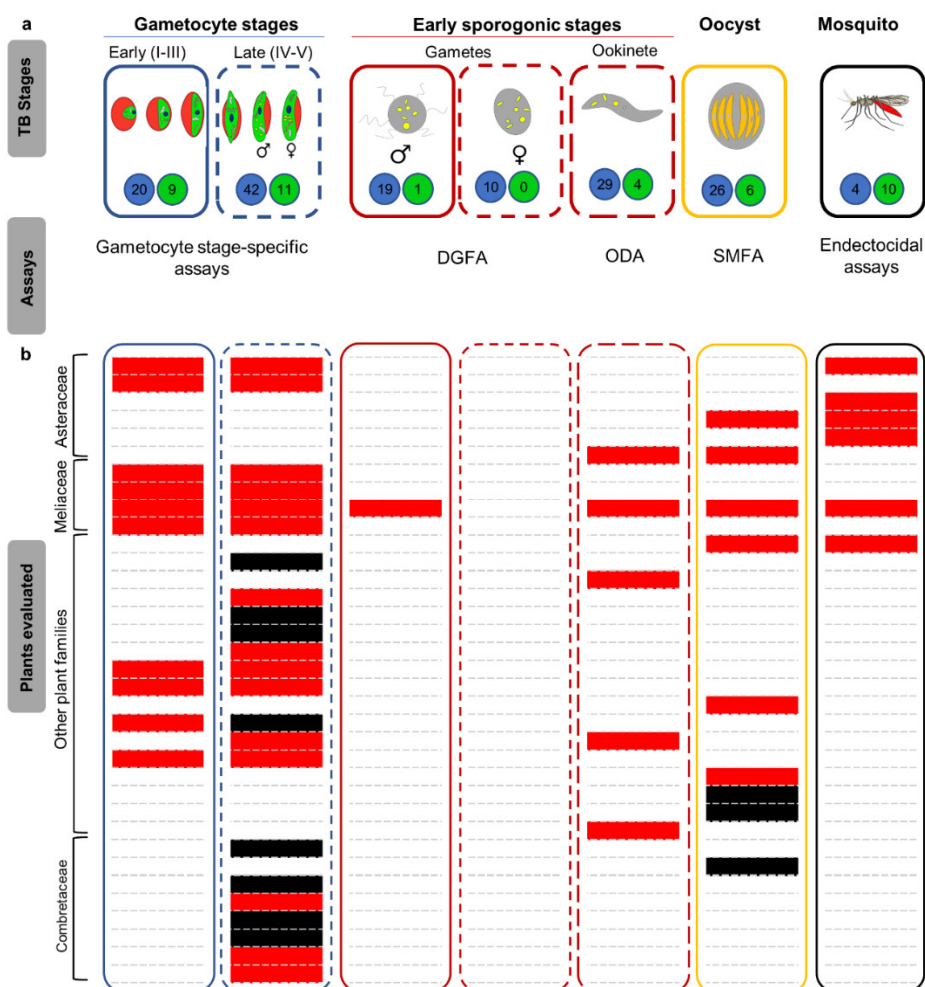 a
Gametocyte stages
Early sporogonic stages
Oocyst
Mosquito
TB Stages
Early (I-III)
Late (IV-V)
Gametes
Ookinete
♂ ♀
♂
♀
20 9
42 11
19 1
10 0
29 4
26 6
4 10
Assays
Gametocyte stage-specific
assays
DGFA
ODA
SMFA
Endectocidal
assays
b
Plants evaluated
Asteraceae
Meliaceae
Other plant families
Combretaceae